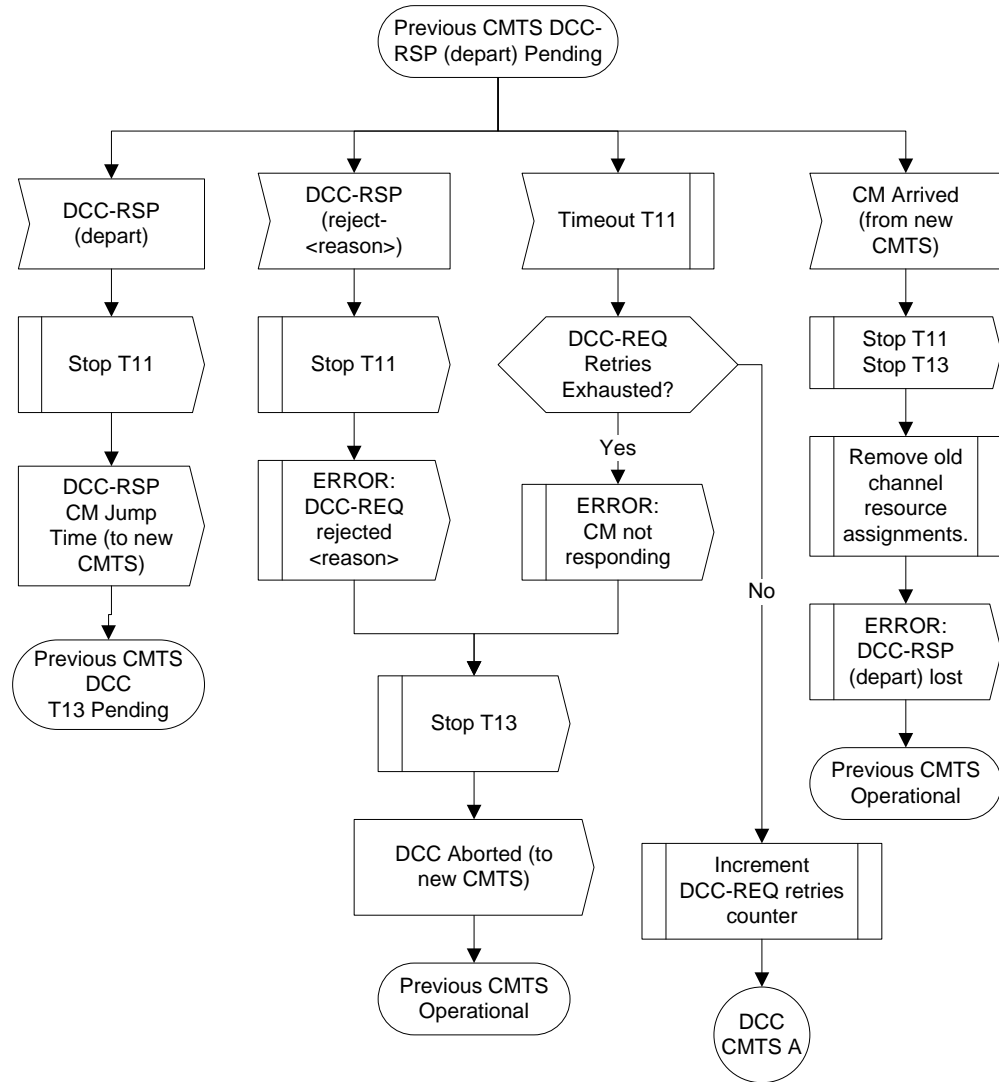 Previous CMTS DCC-
RSP (depart) Pending
DCC-RSP
(depart)
DCC-RSP
(reject-
<reason>)
Timeout T11
CM Arrived
(from new
CMTS)
Stop T11
Stop T11
DCC-REQ
Retries
Exhausted?
Stop T11
Stop T13
Yes
DCC-RSP
CM Jump
Time (to new
CMTS)
ERROR:
DCC-REQ
rejected
<reason>
ERROR:
CM not
responding
Remove old
channel
resource
assignments.
No
Previous CMTS
DCC
T13 Pending
ERROR:
DCC-RSP
(depart) lost
Stop T13
Previous CMTS
Operational
DCC Aborted (to
new CMTS)
Increment
DCC-REQ retries
counter
Previous CMTS
Operational
DCC
CMTS A